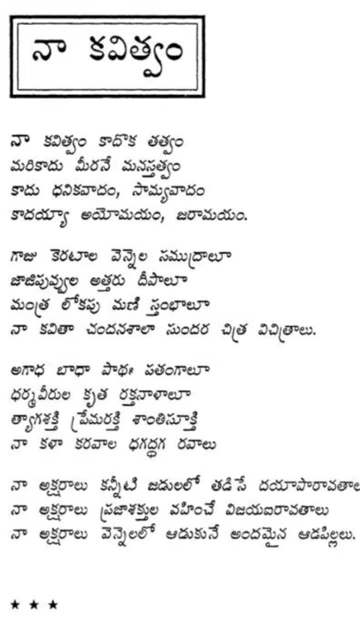 నా కవిత్వం
నా కవిత్వం కాదొక తత్వం
మరికాదు మీరనే మనస్తత్వం
కాదు ధనికవాదం, సామ్యవాదం
కాదయ్యా అయోమయం, జరామయం.
గాజు కెరటాల వెన్నెల సముద్రాలూ
జాజిపువ్వుల అత్తరు దీపాలూ
మంత్ర లోకపు మణి స్తంభాలూ
నా కవితా చందనశాలా సుందర చిత్ర విచిత్రాలు.
అగాధ బాధా పాథః పతంగాలూ
ధర్మవీరుల కృత రక్తనాళాలూ
త్యాగశక్తి ప్రేమరక్తి శాంతిసూక్తి
నా కళా కరవాల ధగద్ధగ రవాలు
నా అక్షరాలు కన్నీటి జడులలో తడిసే దయాపారావతాలు
నా అక్షరాలు ప్రజాశక్తుల వహించే విజయఐరావతాలు
నా అక్షరాలు వెన్నెలలో ఆడుకునే అందమైన ఆడపిల్లలు.
★ ★ ★